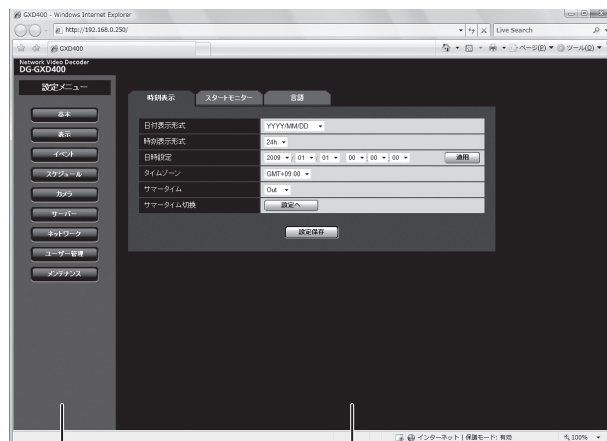 GXD400 - Windows Internet Explorer
http://192.168.0.250/
Live Search
GXD400
ページ(P) ツール(O)
Network Video Decoder
DG-GXD400
設定メニュー
基本
表示
イベント
スケジュール
カメラ
サーバー
ネットワーク
ユーザー管理
メンテナンス
時刻表示 スタートモニター 言語
日付表示形式 YYYY/MM/DD
時刻表示形式 24h
日時設定 2009 / 01 / 01 00 : 00 : 00 適用
タイムゾーン GMT+09:00
サマータイム Out
サマータイム切換 設定へ
設定保存
インターネット | 保護モード: 有効 100%